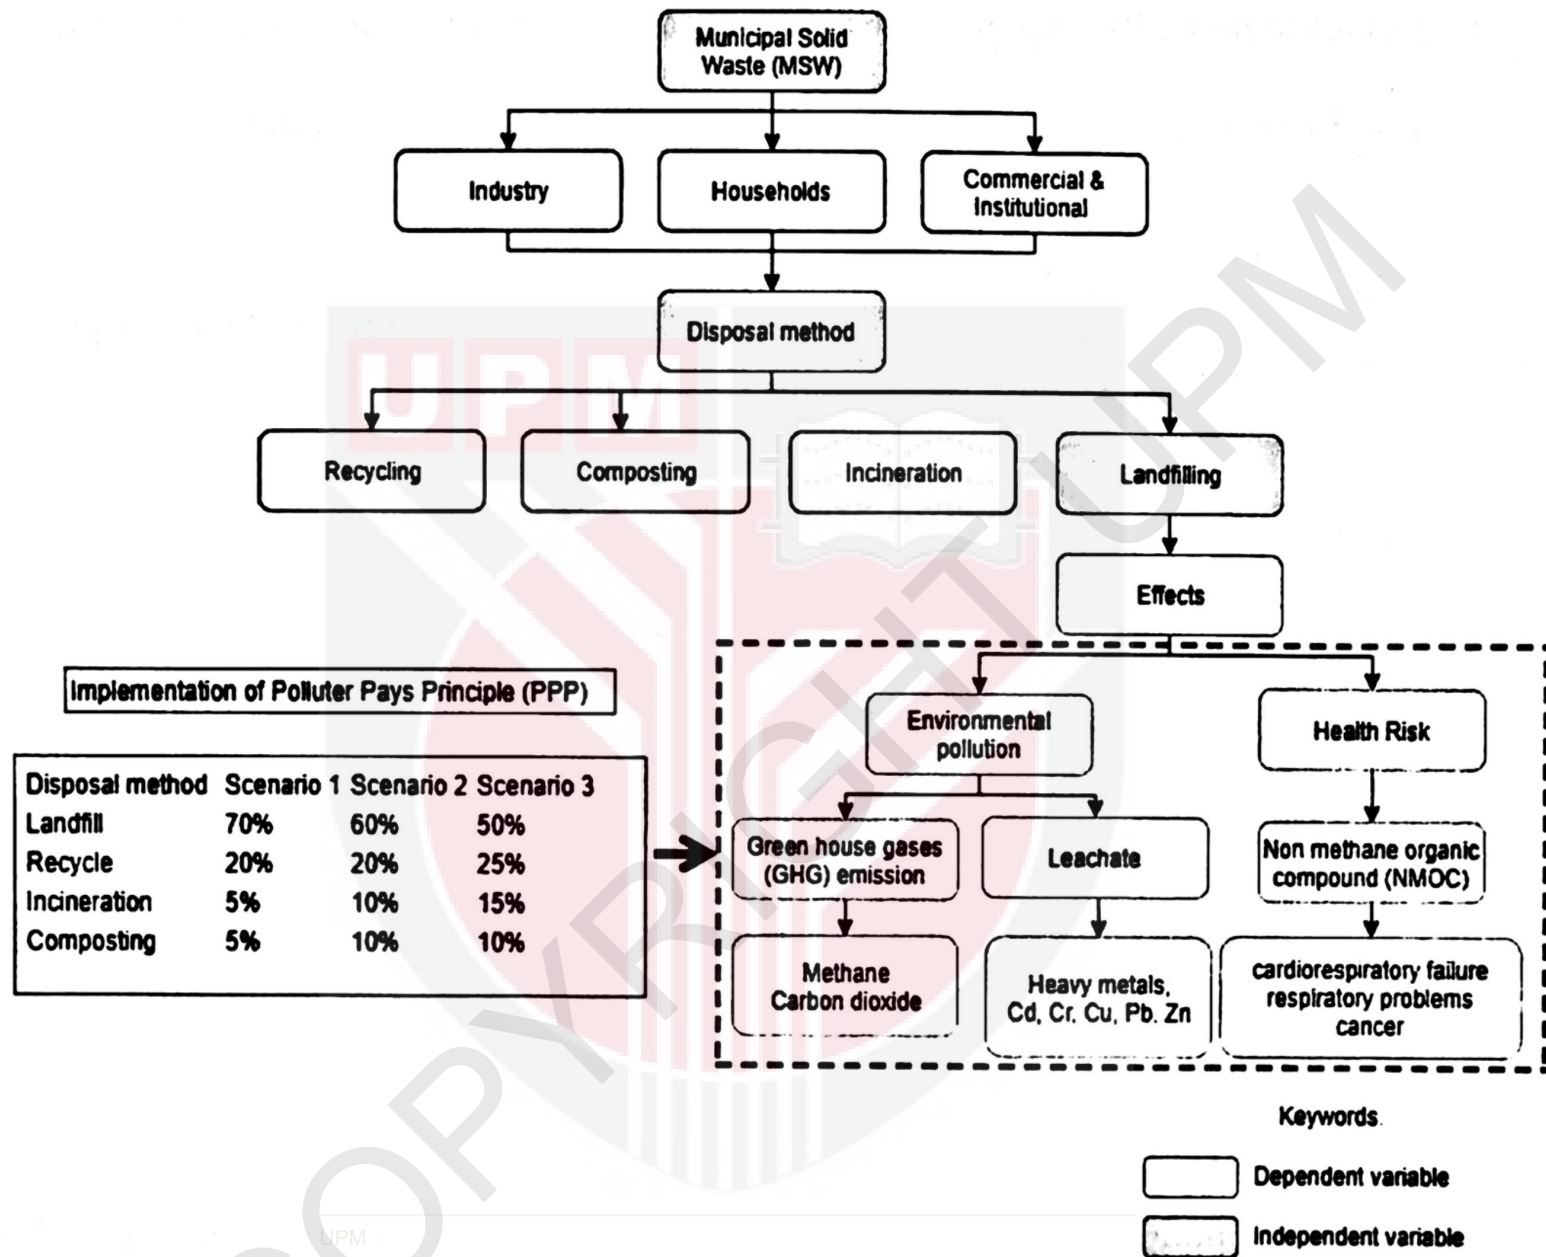 Municipal Solid
Waste (MSW)
Industry
Households
Commercial &
Institutional
Disposal method
UPM
Recycling
Composting
Incineration
Landfilling
Effects
Implementation of Polluter Pays Principle (PPP)
Environmental
pollution
Health Risk
Disposal method Scenario 1 Scenario 2 Scenario 3
Landfill 70% 60% 50%
Recycle 20% 20% 25%
Incineration 5% 10% 15%
Composting 5% 10% 10%
Green house gases
(GHG) emission
Leachate
Non methane organic
compound (NMOC)
Methane
Carbon dioxide
Heavy metals,
Cd, Cr, Cu, Pb. Zn
cardiorespiratory failure
respiratory problems
cancer
Keywords.
Dependent variable
Independent variable
COPYRIGHT UPM
UPM